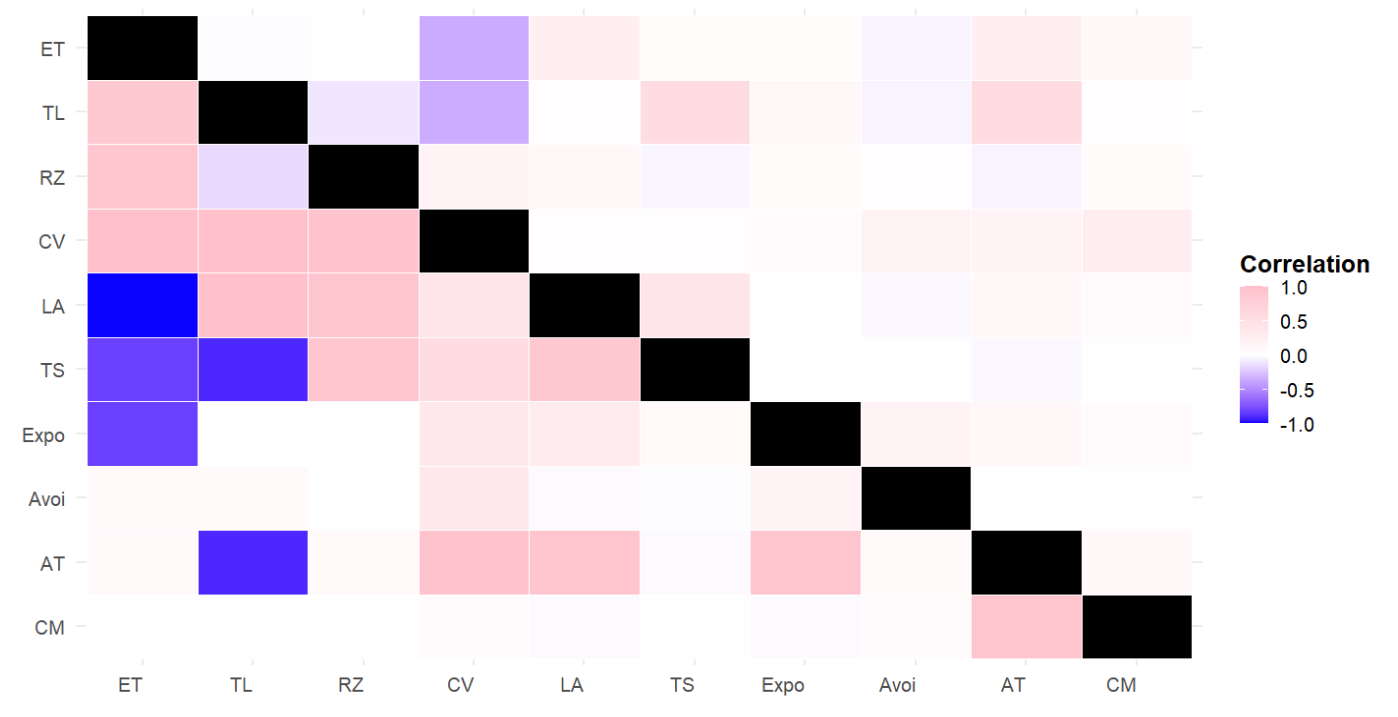 ET
TL
RZ
CV
LA
TS
Expo
Avoi
AT
CM
ET TL RZ CV LA TS Expo Avoi AT CM
Correlation
1.0
0.5
0.0
-0.5
-1.0